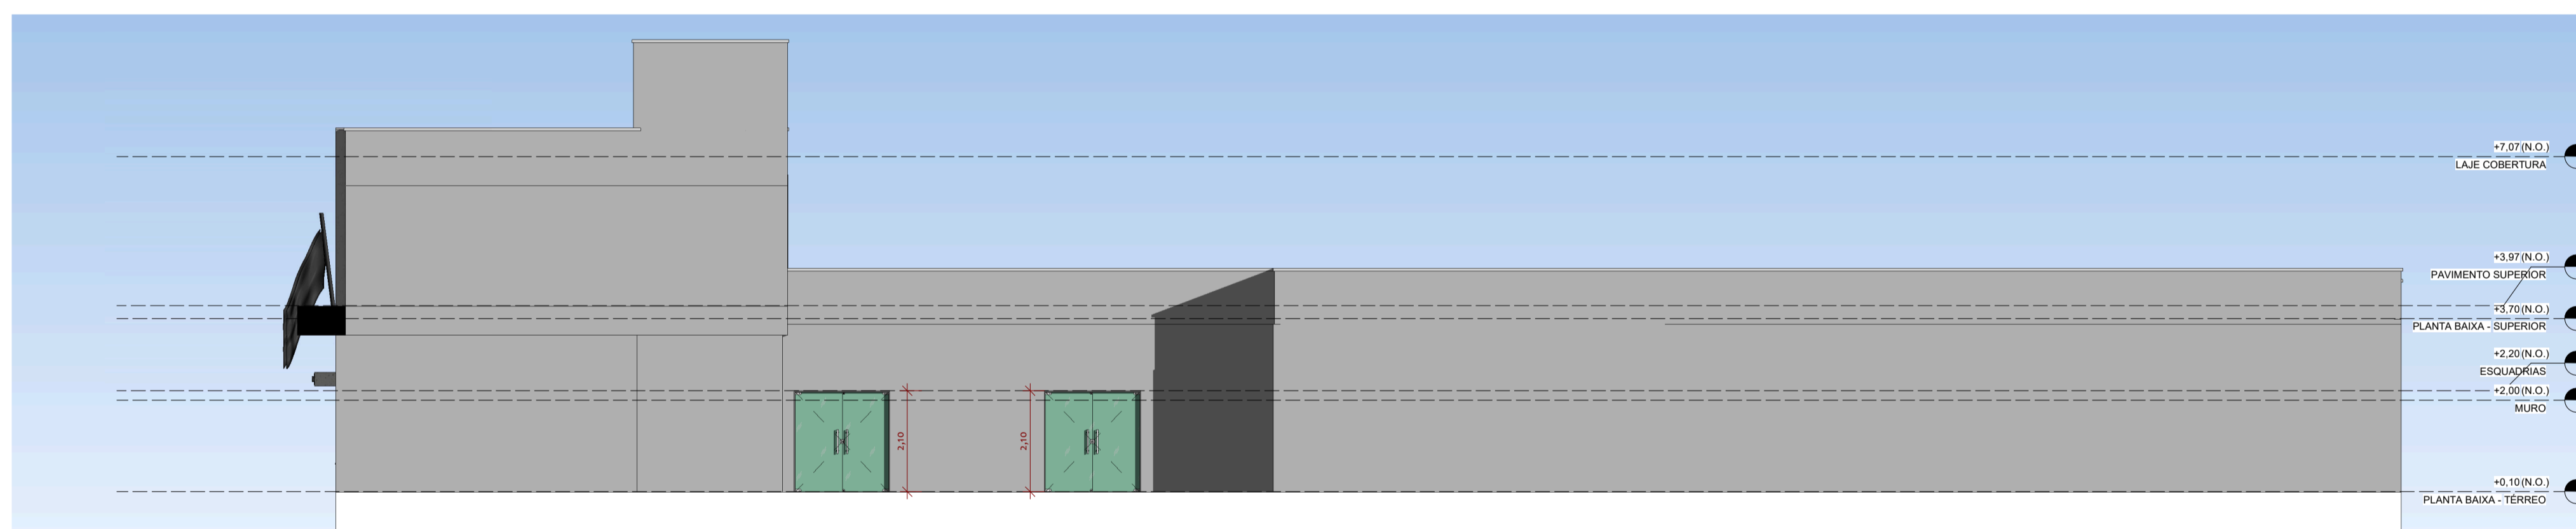 +7,07 (N.O.)
LAJE COBERTURA
+3,97 (N.O.)
PAVIMENTO SUPERIOR
+3,70 (N.O.)
PLANTA BAIXA - SUPERIOR
+2,20 (N.O.)
ESQUADRIAS
+2,00 (N.O.)
MURO
2,10
2,10
+0,10 (N.O.)
PLANTA BAIXA - TÉRREO